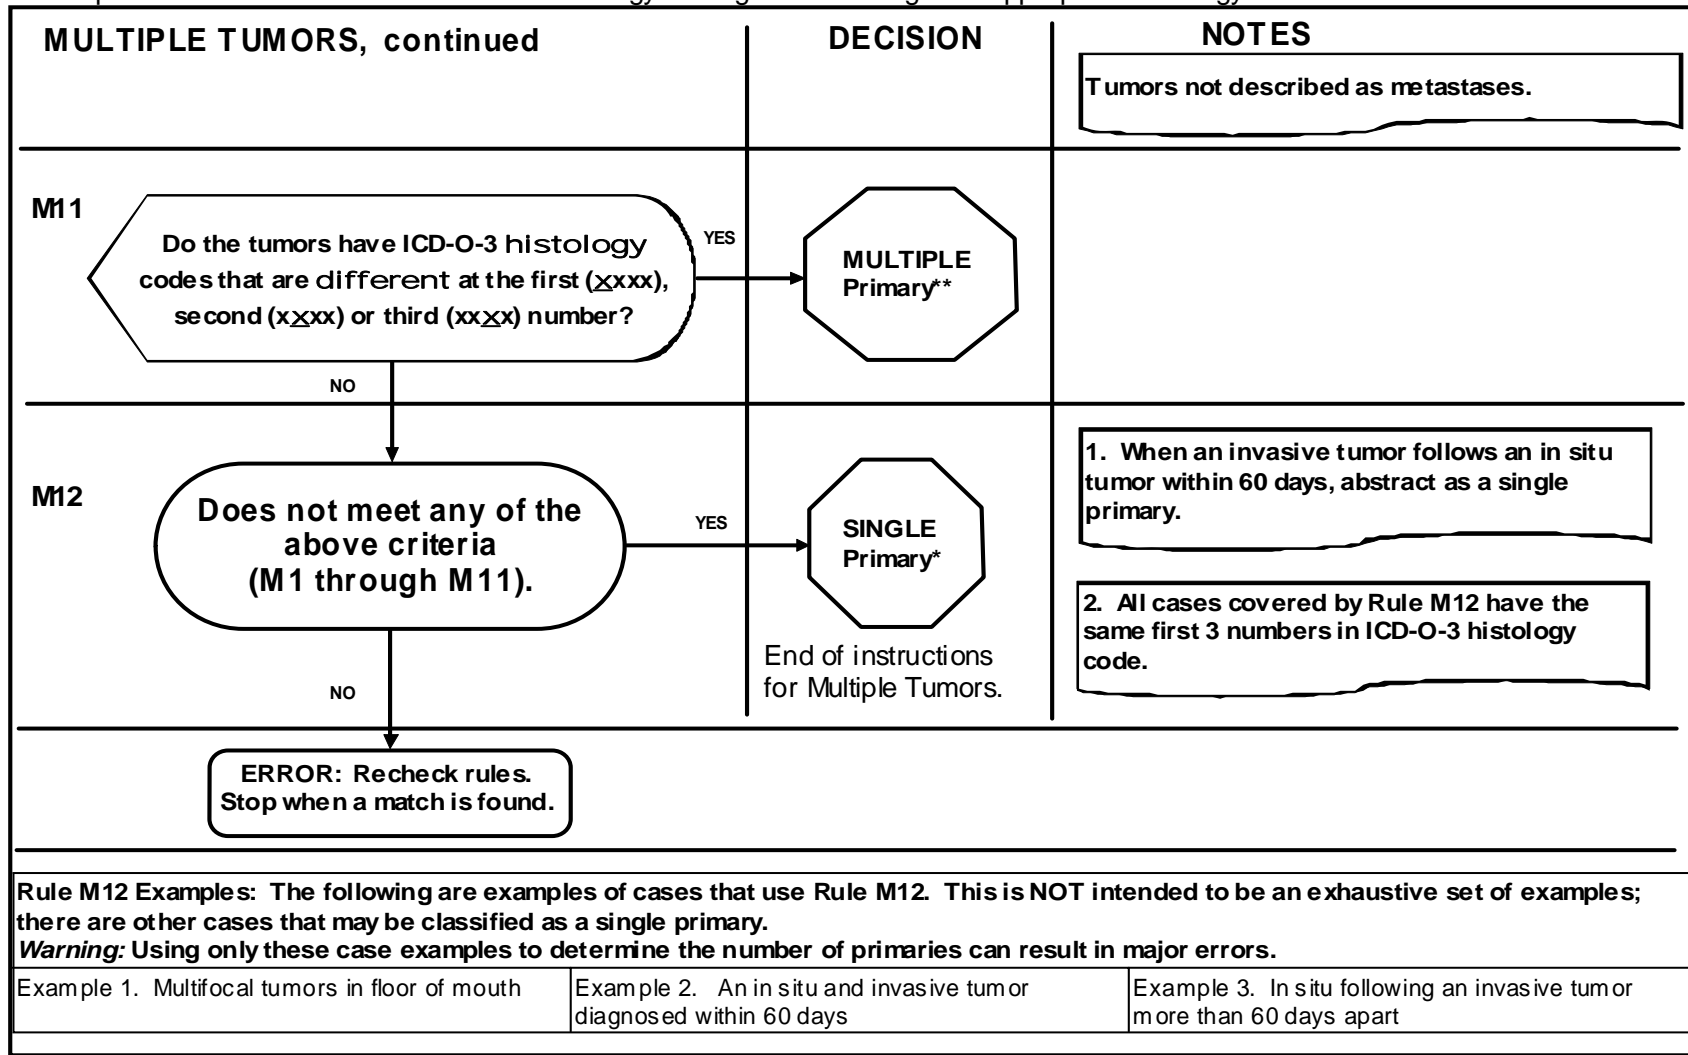 MULTIPLE TUMORS, continued
DECISION
NOTES
Tumors not described as metastases.
M11
Do the tumors have ICD-O-3 histology
codes that are different at the first (xxxx),
second (xxxx) or third (xxxx) number?
YES
MULTIPLE
Primary**
NO
M12
Does not meet any of the
above criteria
(M1 through M11).
YES
SINGLE
Primary*
End of instructions
for Multiple Tumors.
1. When an invasive tumor follows an in situ
tumor within 60 days, abstract as a single
primary.
2. All cases covered by Rule M12 have the
same first 3 numbers in ICD-O-3 histology
code.
NO
ERROR: Recheck rules.
Stop when a match is found.
Rule M12 Examples: The following are examples of cases that use Rule M12. This is NOT intended to be an exhaustive set of examples;
there are other cases that may be classified as a single primary.
Warning: Using only these case examples to determine the number of primaries can result in major errors.
Example 1. Multifocal tumors in floor of mouth
Example 2. An in situ and invasive tumor
diagnosed within 60 days
Example 3. In situ following an invasive tumor
more than 60 days apart